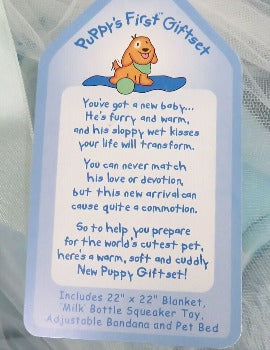 Puppy's First™ Giftset
You've got a new baby...
He's furry and warm,
and his sloppy wet kisses
your life will transform.
You can never match
his love or devotion,
but this new arrival can
cause quite a commotion.
So to help you prepare
for the world's cutest pet,
here's a warm, soft and cuddly
New Puppy Giftset!
Includes 22" x 22" Blanket,
'Milk' Bottle Squeaker Toy,
Adjustable Bandana and Pet Bed